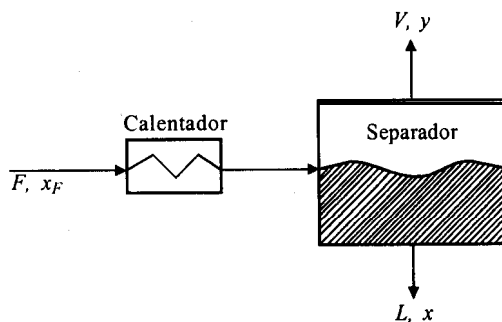 V, y
Calentador
Separador
F, x_F
L, x